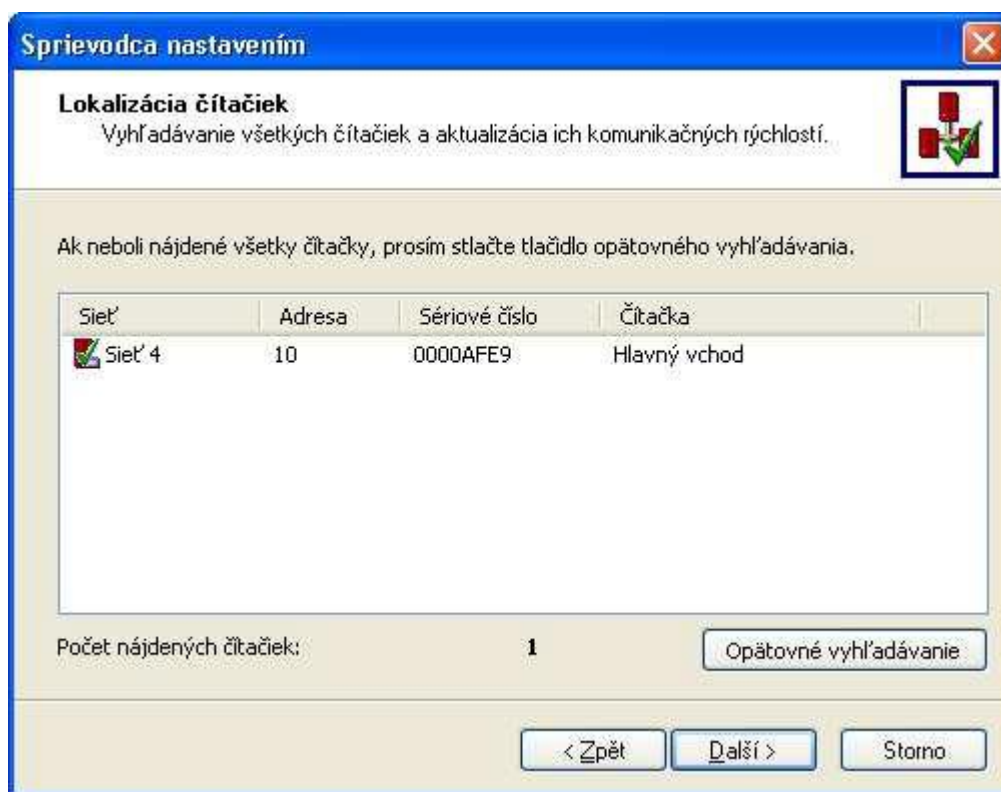 Sprievodca nastavením
Lokalizácia čítačiek
Vyhľadávanie všetkých čítačiek a aktualizácia ich komunikačných rýchlostí.
Ak neboli nájdené všetky čítačky, prosím stlačte tlačidlo opätovného vyhľadávania.
Sieť Adresa Sériové číslo Čítačka
Sieť 4 10 0000AFE9 Hlavný vchod
Počet nájdených čítačiek: 1 Opätovné vyhľadávanie
< Zpět Další > Storno